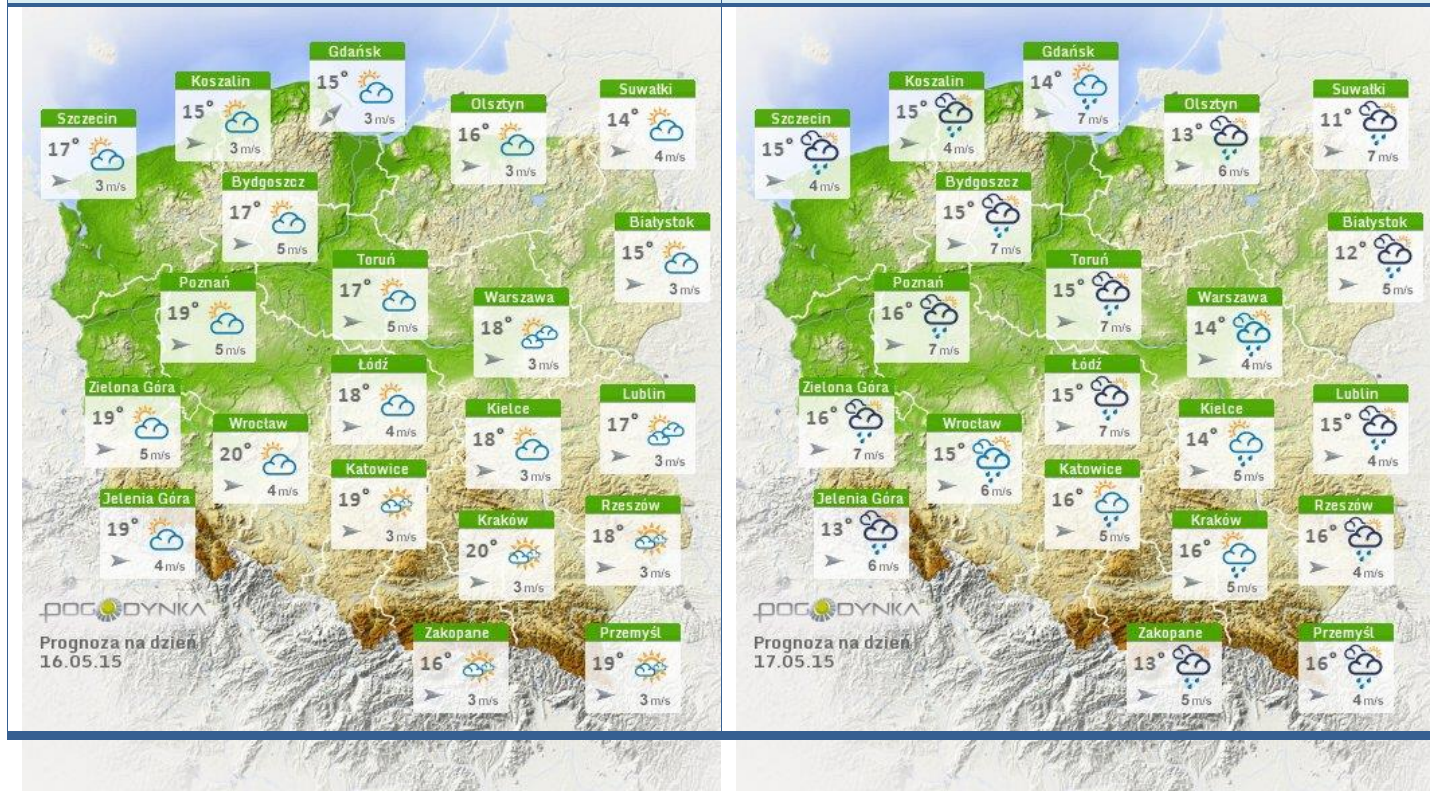 Gdańsk
15°
3 m/s
Koszalin
15°
3 m/s
Szczecin
17°
3 m/s
Olsztyn
16°
3 m/s
Suwałki
14°
4 m/s
Bydgoszcz
17°
5 m/s
Białystok
15°
3 m/s
Toruń
17°
5 m/s
Poznań
19°
5 m/s
Warszawa
18°
3 m/s
Łódź
18°
4 m/s
Zielona Góra
19°
5 m/s
Wrocław
20°
4 m/s
Kielce
18°
3 m/s
Lublin
17°
3 m/s
Katowice
19°
3 m/s
Jelenia Góra
19°
4 m/s
Kraków
20°
3 m/s
Rzeszów
18°
3 m/s
Zakopane
16°
3 m/s
Przemyśl
19°
3 m/s
POGODYNKA
Prognoza na dzień
16.05.15
Gdańsk
14°
7 m/s
Koszalin
15°
4 m/s
Szczecin
15°
4 m/s
Olsztyn
13°
6 m/s
Suwałki
11°
7 m/s
Bydgoszcz
15°
7 m/s
Białystok
12°
5 m/s
Toruń
15°
7 m/s
Poznań
16°
7 m/s
Warszawa
14°
4 m/s
Łódź
15°
7 m/s
Zielona Góra
16°
7 m/s
Wrocław
15°
6 m/s
Kielce
14°
5 m/s
Lublin
15°
4 m/s
Katowice
16°
5 m/s
Jelenia Góra
13°
6 m/s
Kraków
16°
5 m/s
Rzeszów
16°
4 m/s
Zakopane
13°
5 m/s
Przemyśl
16°
4 m/s
POGODYNKA
Prognoza na dzień
17.05.15